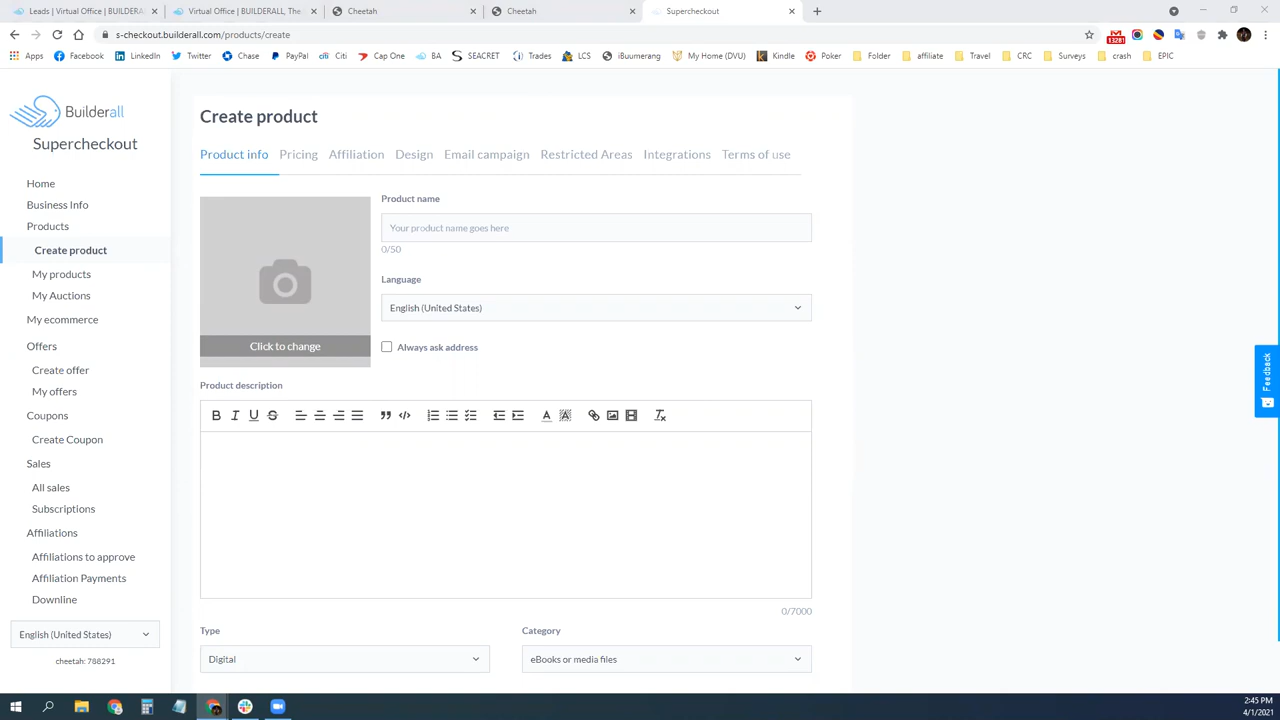 Leads | Virtual Office | BUILDERAL
Virtual Office | BUILDERALL, The
Cheetah
Cheetah
Supercheckout
s-checkout.builderall.com/products/create
13281
Apps
Facebook
LinkedIn
Twitter
Chase
PayPal
Citi
Cap One
BA
SEACRET
Trades
LCS
iBuumerang
My Home (DVU)
Kindle
Poker
Folder
affiliate
Travel
CRC
Surveys
crash
EPIC
Builderall
Supercheckout
Home
Business Info
Products
Create product
My products
My Auctions
My ecommerce
Offers
Create offer
My offers
Coupons
Create Coupon
Sales
All sales
Subscriptions
Affiliations
Affiliations to approve
Affiliation Payments
Downline
English (United States)
cheetah: 788291
Create product
Product info Pricing Affiliation Design Email campaign Restricted Areas Integrations Terms of use
Click to change
Product name
Your product name goes here
0/50
Language
English (United States)
Always ask address
Product description
0/7000
Type
Digital
Category
eBooks or media files
Feedback
2:45 PM
4/1/2021